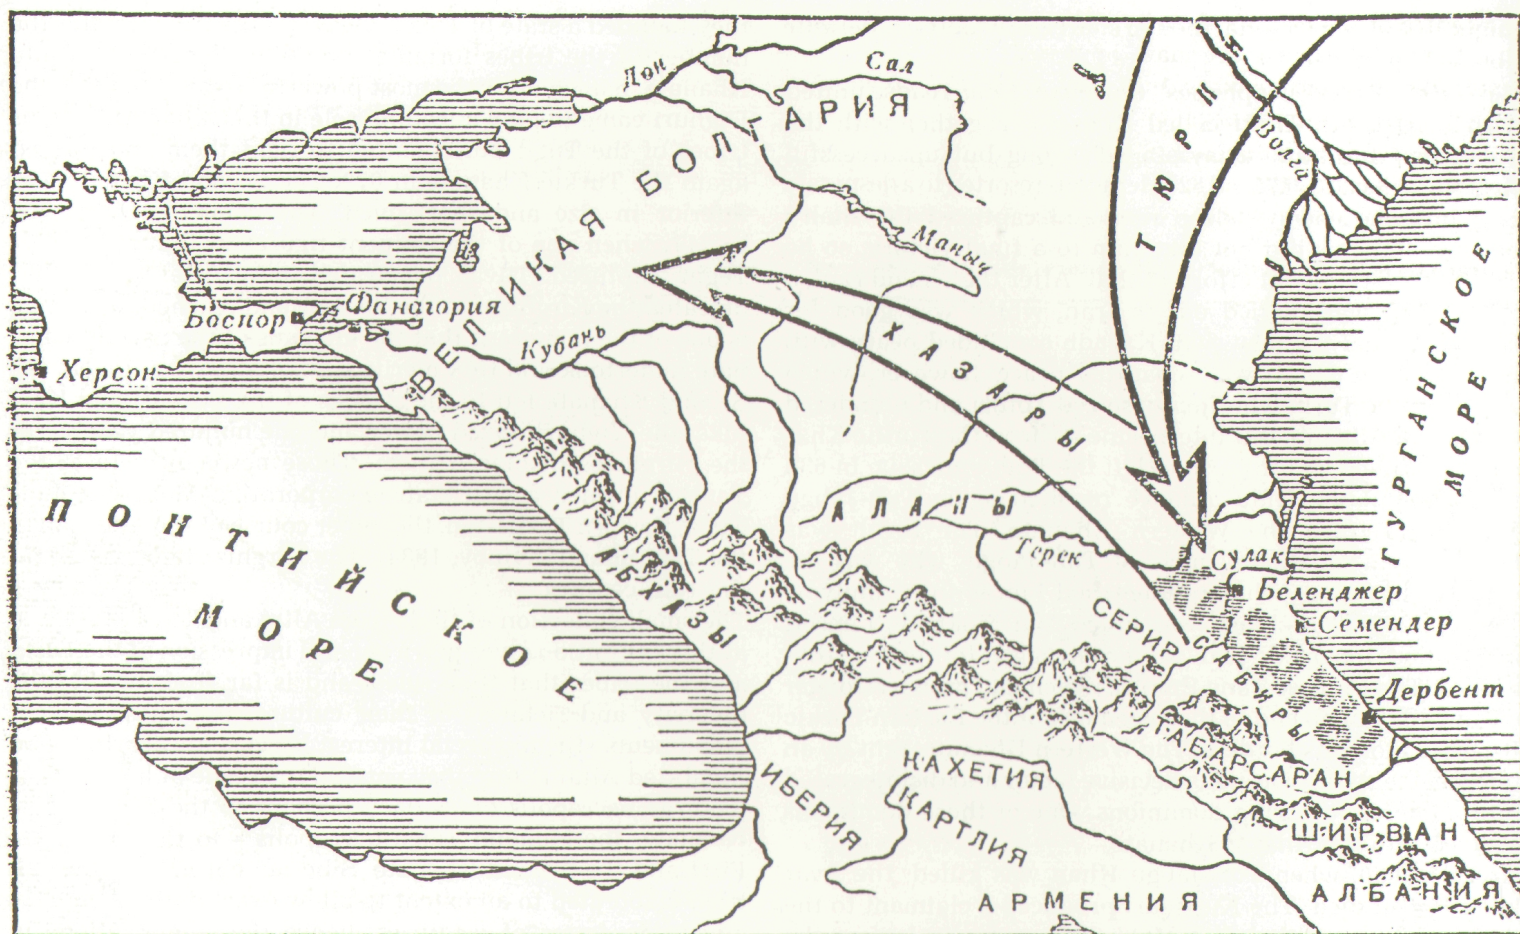 Дон
Сал
ВЕЛИКАЯ БОЛГАРИЯ
ТЮРКИ
Волга
Маныч
Боспор
Фанагория
Кубань
Херсон
ХАЗАРЫ
ГУРГАНСКОЕ
МОРЕ
ПОНТИЙСКОЕ
МОРЕ
АЛАНЫ
Терек
Сулак
Беленджер
АБХАЗЫ
СЕРИР
Семендер
САБИРЫ
Дербент
ТАБАРСАРАН
КАХЕТИЯ
ИБЕРИЯ
КАРТЛИЯ
ШИРВАН
АЛБАНИЯ
АРМЕНИЯ